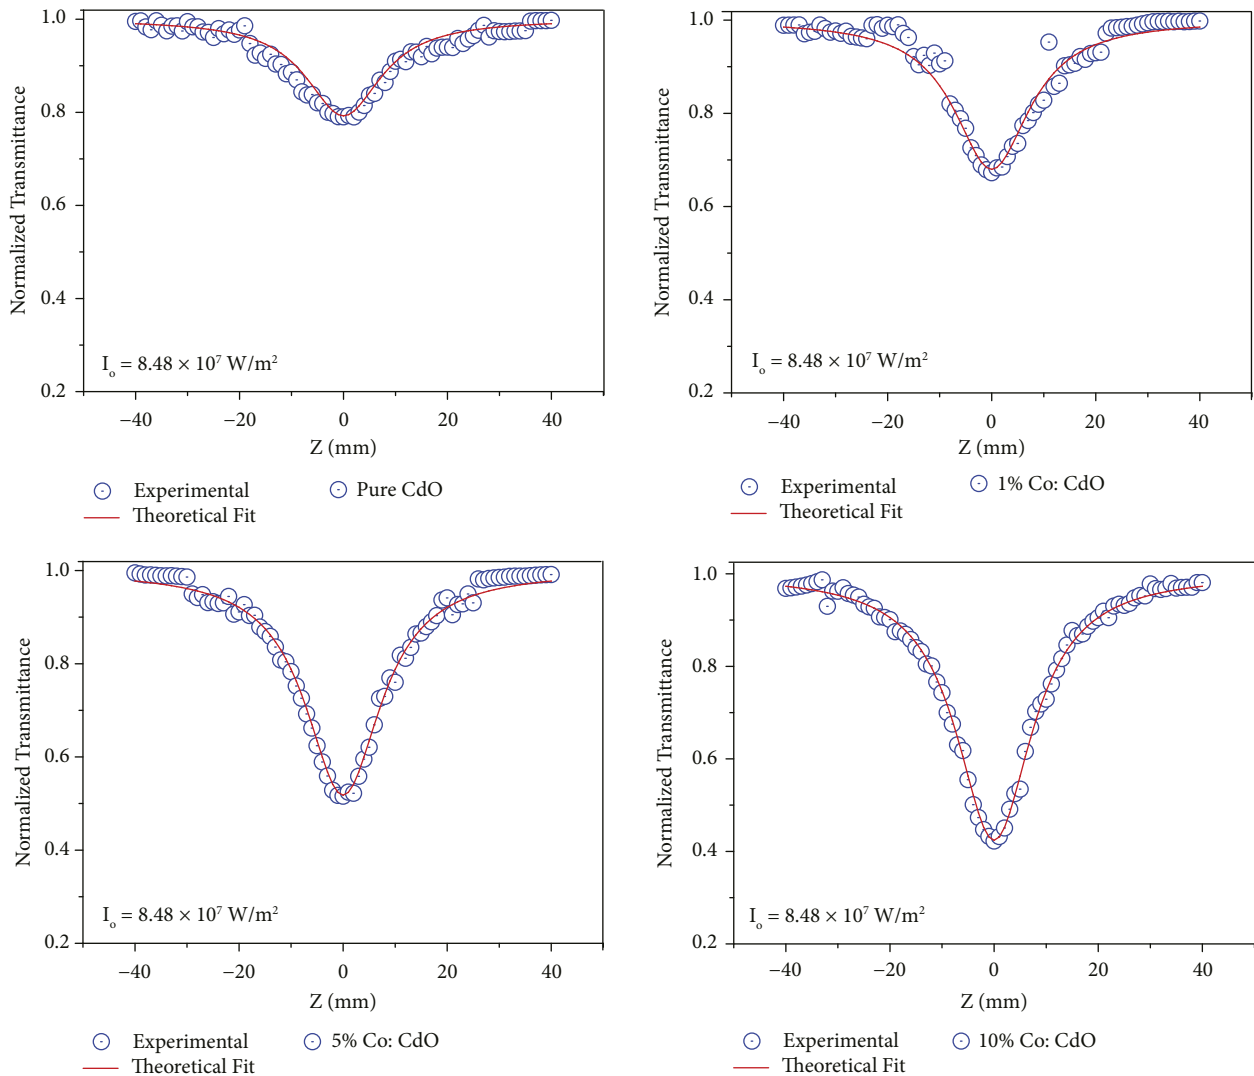 1.0
0.8
0.6
0.4
0.2
Normalized Transmittance
I₀ = 8.48 × 10⁷ W/m²
−40 −20 0 20 40
Z (mm)
Experimental Pure CdO
Theoretical Fit
1.0
0.8
0.6
0.4
0.2
Normalized Transmittance
I₀ = 8.48 × 10⁷ W/m²
−40 −20 0 20 40
Z (mm)
Experimental 1% Co: CdO
Theoretical Fit
1.0
0.8
0.6
0.4
0.2
Normalized Transmittance
I₀ = 8.48 × 10⁷ W/m²
−40 −20 0 20 40
Z (mm)
Experimental 5% Co: CdO
Theoretical Fit
1.0
0.8
0.6
0.4
0.2
Normalized Transmittance
I₀ = 8.48 × 10⁷ W/m²
−40 −20 0 20 40
Z (mm)
Experimental 10% Co: CdO
Theoretical Fit